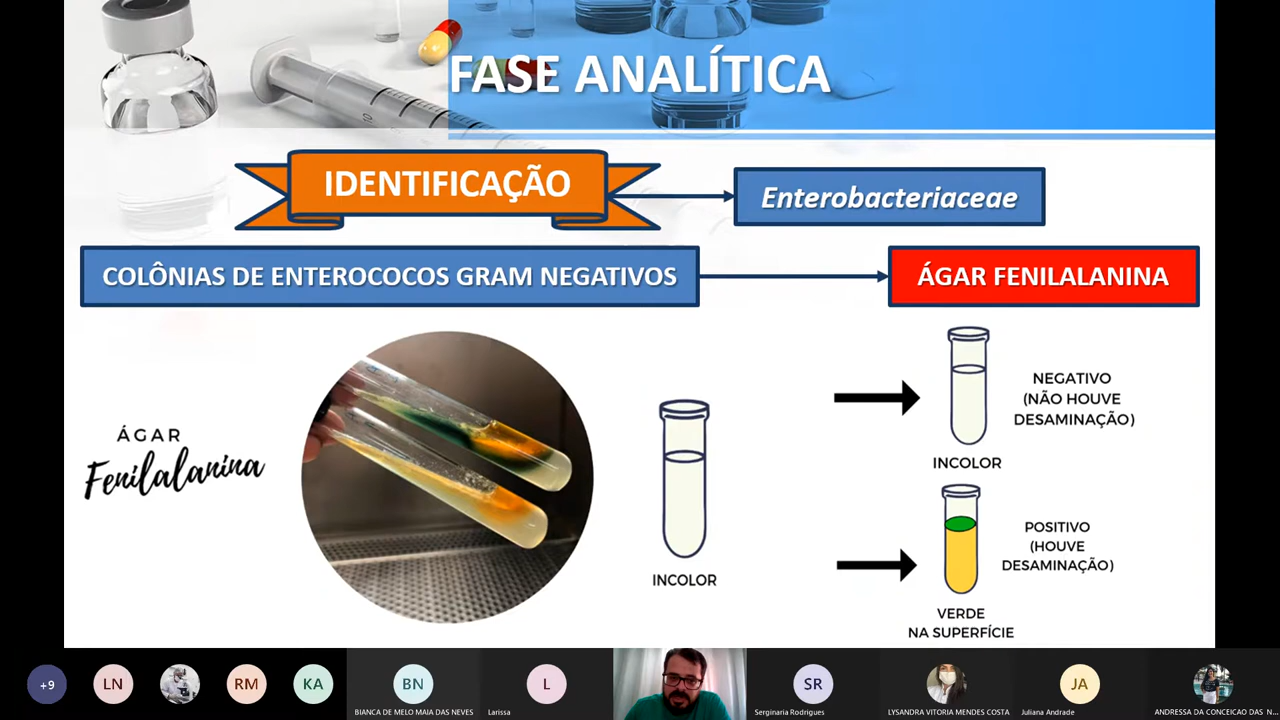 FASE ANALÍTICA
IDENTIFICAÇÃO
Enterobacteriaceae
COLÔNIAS DE ENTEROCOCOS GRAM NEGATIVOS
ÁGAR FENILALANINA
ÁGAR
Fenilalanina
INCOLOR
NEGATIVO
(NÃO HOUVE
DESAMINAÇÃO)
INCOLOR
POSITIVO
(HOUVE
DESAMINAÇÃO)
VERDE
NA SUPERFÍCIE
+9
LN
RM
KA
BN
BIANCA DE MELO MAIA DAS NEVES
L
Larissa
SR
Serginaria Rodrigues
LYSANDRA VITORIA MENDES COSTA
JA
Juliana Andrade
ANDRESSA DA CONCEICAO DAS N...